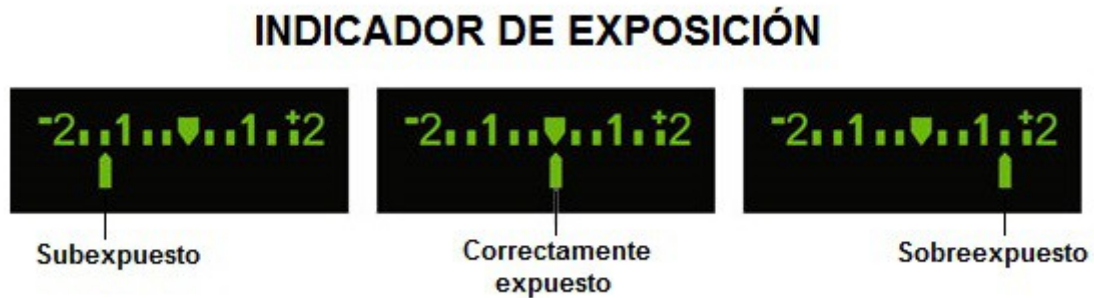 INDICADOR DE EXPOSICIÓN
-2..1..▼..1.+2
-2..1..▼..1.+2
-2..1..▼..1.+2
Subexpuesto
Correctamente
expuesto
Sobreexpuesto